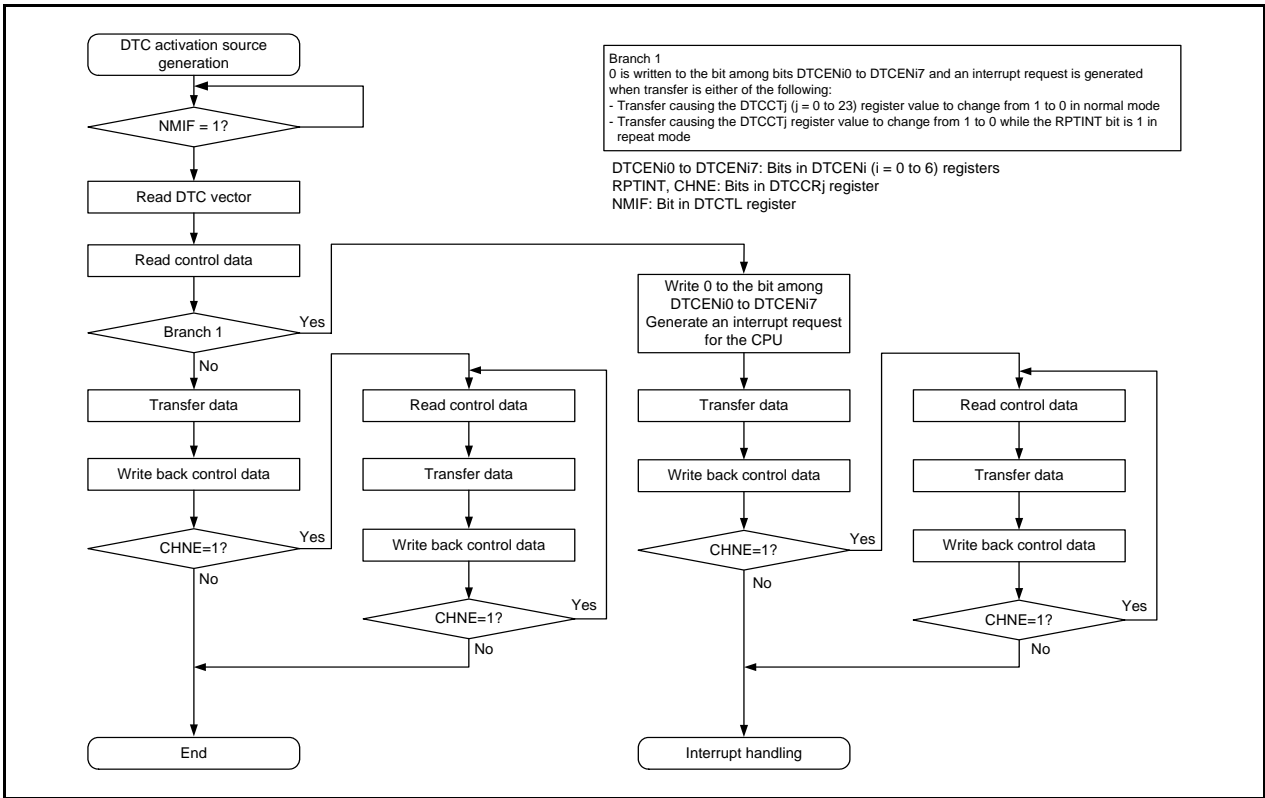 DTC activation source
generation
NMIF = 1?
Read DTC vector
Read control data
Branch 1
Yes
No
Transfer data
Write back control data
CHNE=1?
Yes
No
End
Read control data
Transfer data
Write back control data
CHNE=1?
Yes
No
Branch 1
0 is written to the bit among bits DTCENi0 to DTCENi7 and an interrupt request is generated
when transfer is either of the following:
- Transfer causing the DTCCTj (j = 0 to 23) register value to change from 1 to 0 in normal mode
- Transfer causing the DTCCTj register value to change from 1 to 0 while the RPTINT bit is 1 in
repeat mode
DTCENi0 to DTCENi7: Bits in DTCENi (i = 0 to 6) registers
RPTINT, CHNE: Bits in DTCCRj register
NMIF: Bit in DTCTL register
Write 0 to the bit among
DTCENi0 to DTCENi7
Generate an interrupt request
for the CPU
Transfer data
Write back control data
CHNE=1?
Yes
No
Interrupt handling
Read control data
Transfer data
Write back control data
CHNE=1?
Yes
No